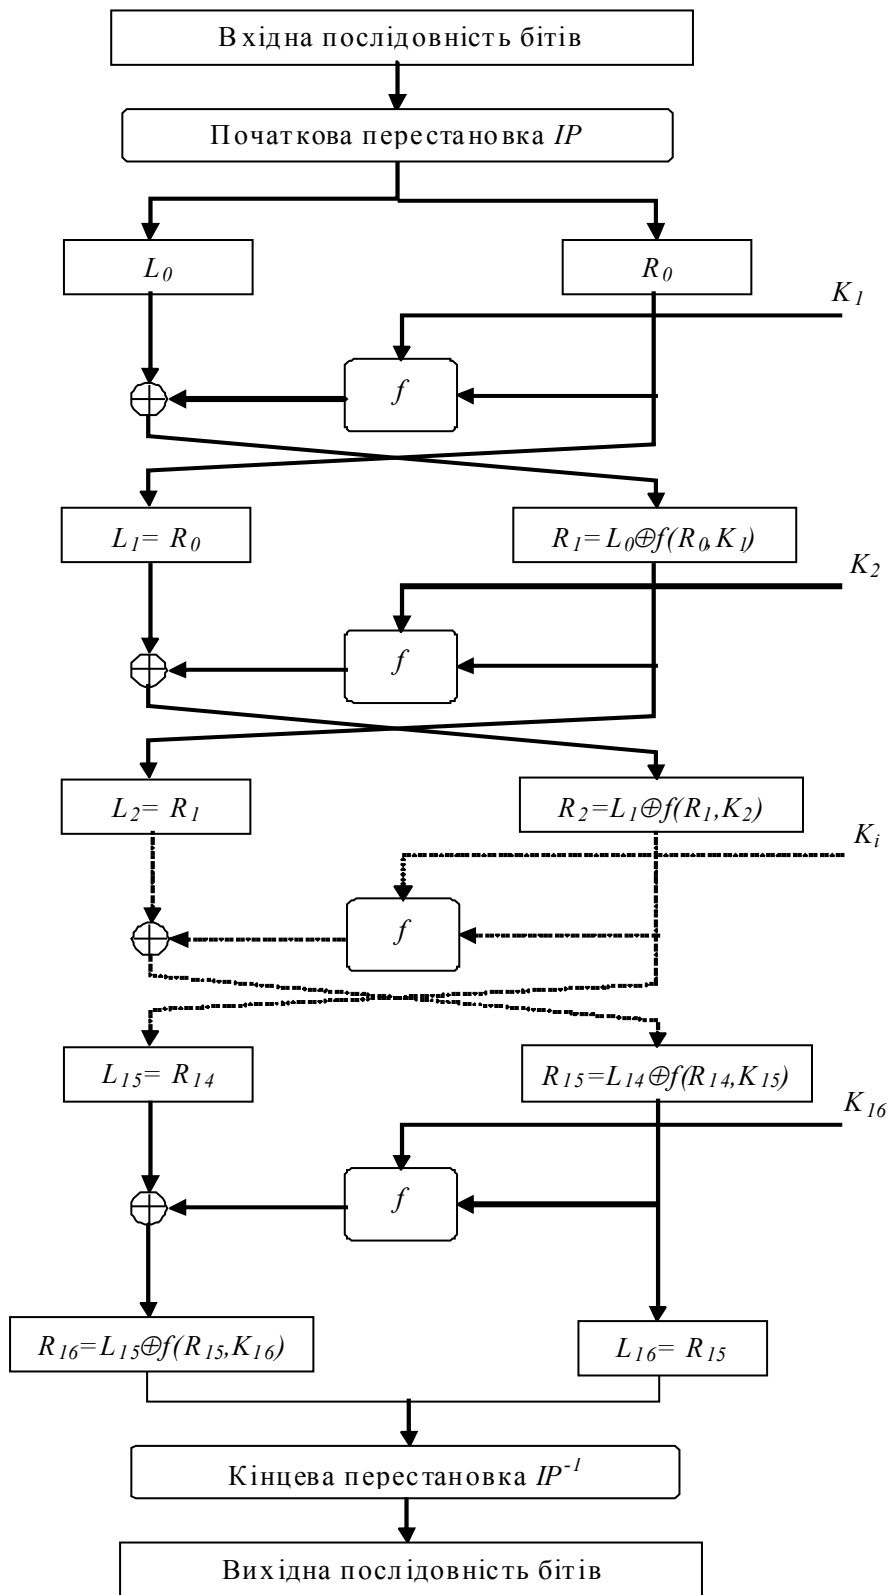 Вхідна послідовність бітів
Початкова перестановка IP
L₀
R₀
K₁
f
L₁= R₀
R₁=L₀⊕f(R₀,K₁)
K₂
f
L₂= R₁
R₂=L₁⊕f(R₁,K₂)
Kᵢ
f
L₁₅= R₁₄
R₁₅=L₁₄⊕f(R₁₄,K₁₅)
K₁₆
f
R₁₆=L₁₅⊕f(R₁₅,K₁₆)
L₁₆= R₁₅
Кінцева перестановка IP⁻¹
Вихідна послідовність бітів